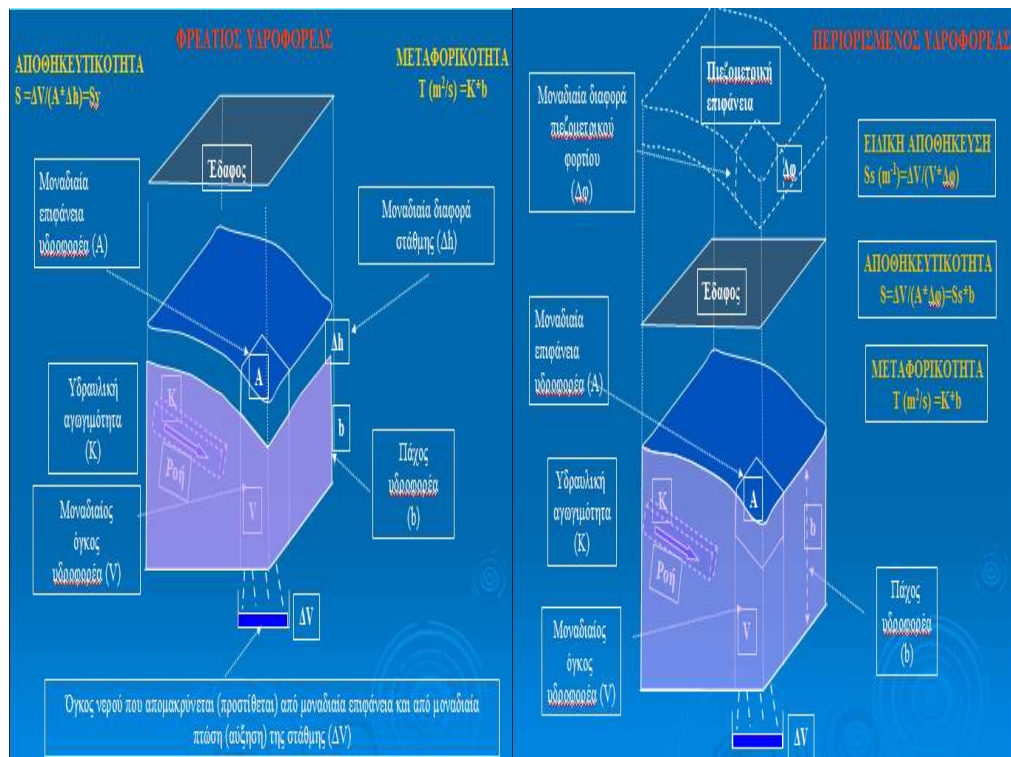 ΦΡΕΑΤΙΟΣ ΥΔΡΟΦΟΡΕΑΣ
ΑΠΟΘΗΚΕΥΤΙΚΟΤΗΤΑ
S =ΔV/(A*Δh)=Sy
ΜΕΤΑΦΟΡΙΚΟΤΗΤΑ
T (m²/s) =K*b
Έδαφος
Μοναδιαία
επιφάνεια
υδροφορέα (A)
Μοναδιαία διαφορά
στάθμης (Δh)
Δh
A
Υδραυλική
αγωγιμότητα
(K)
K
Ροή
b
Πάχος
υδροφορέα
(b)
Μοναδιαίος
όγκος
υδροφορέα (V)
V
ΔV
Όγκος νερού που απομακρύνεται (προστίθεται) από μοναδιαία επιφάνεια και από μοναδιαία
πτώση (αύξηση) της στάθμης (ΔV)
ΠΕΡΙΟΡΙΣΜΕΝΟΣ ΥΔΡΟΦΟΡΕΑΣ
Πιεζομετρική
επιφάνεια
Μοναδιαία διαφορά
πιεζομετρικού
φορτίου
(Δφ)
Δφ
ΕΙΔΙΚΗ ΑΠΟΘΗΚΕΥΣΗ
Ss (m⁻¹)=ΔV/(V*Δφ)
ΑΠΟΘΗΚΕΥΤΙΚΟΤΗΤΑ
S=ΔV/(A*Δφ)=Ss*b
ΜΕΤΑΦΟΡΙΚΟΤΗΤΑ
T (m²/s) =K*b
Έδαφος
Μοναδιαία
επιφάνεια
υδροφορέα (A)
A
Υδραυλική
αγωγιμότητα
(K)
K
Ροή
b
Πάχος
υδροφορέα
(b)
Μοναδιαίος
όγκος
υδροφορέα (V)
V
ΔV